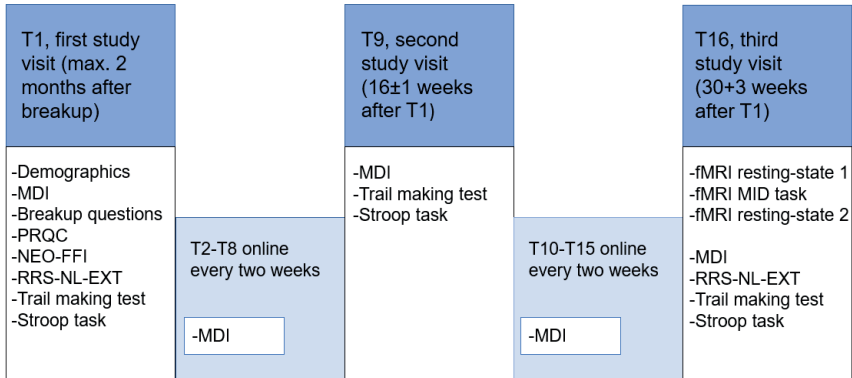 T1, first study
visit (max. 2
months after
breakup)
-Demographics
-MDI
-Breakup questions
-PRQC
-NEO-FFI
-RRS-NL-EXT
-Trail making test
-Stroop task
T2-T8 online
every two weeks
-MDI
T9, second
study visit
(16±1 weeks
after T1)
-MDI
-Trail making test
-Stroop task
T10-T15 online
every two weeks
-MDI
T16, third
study visit
(30+3 weeks
after T1)
-fMRI resting-state 1
-fMRI MID task
-fMRI resting-state 2
-MDI
-RRS-NL-EXT
-Trail making test
-Stroop task